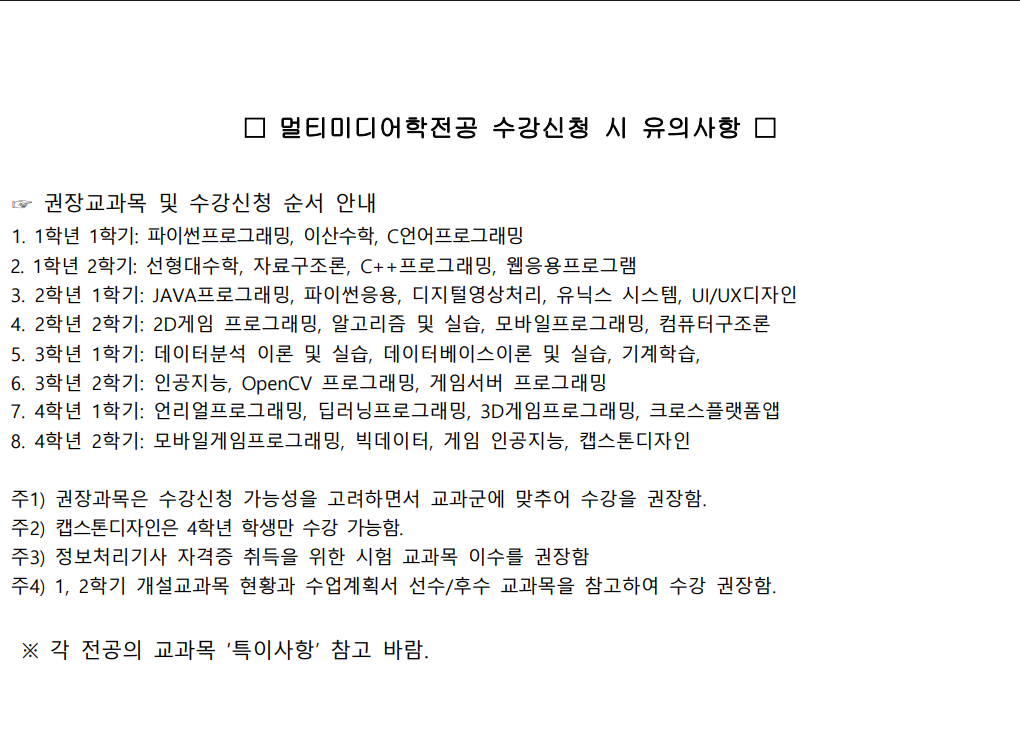 □ 멀티미디어학전공 수강신청 시 유의사항 □
☞ 권장교과목 및 수강신청 순서 안내
1. 1학년 1학기: 파이썬프로그래밍, 이산수학, C언어프로그래밍
2. 1학년 2학기: 선형대수학, 자료구조론, C++프로그래밍, 웹응용프로그램
3. 2학년 1학기: JAVA프로그래밍, 파이썬응용, 디지털영상처리, 유닉스 시스템, UI/UX디자인
4. 2학년 2학기: 2D게임 프로그래밍, 알고리즘 및 실습, 모바일프로그래밍, 컴퓨터구조론
5. 3학년 1학기: 데이터분석 이론 및 실습, 데이터베이스이론 및 실습, 기계학습,
6. 3학년 2학기: 인공지능, OpenCV 프로그래밍, 게임서버 프로그래밍
7. 4학년 1학기: 언리얼프로그래밍, 딥러닝프로그래밍, 3D게임프로그래밍, 크로스플랫폼앱
8. 4학년 2학기: 모바일게임프로그래밍, 빅데이터, 게임 인공지능, 캡스톤디자인
주1) 권장과목은 수강신청 가능성을 고려하면서 교과군에 맞추어 수강을 권장함.
주2) 캡스톤디자인은 4학년 학생만 수강 가능함.
주3) 정보처리기사 자격증 취득을 위한 시험 교과목 이수를 권장함
주4) 1, 2학기 개설교과목 현황과 수업계획서 선수/후수 교과목을 참고하여 수강 권장함.
※ 각 전공의 교과목 '특이사항' 참고 바람.